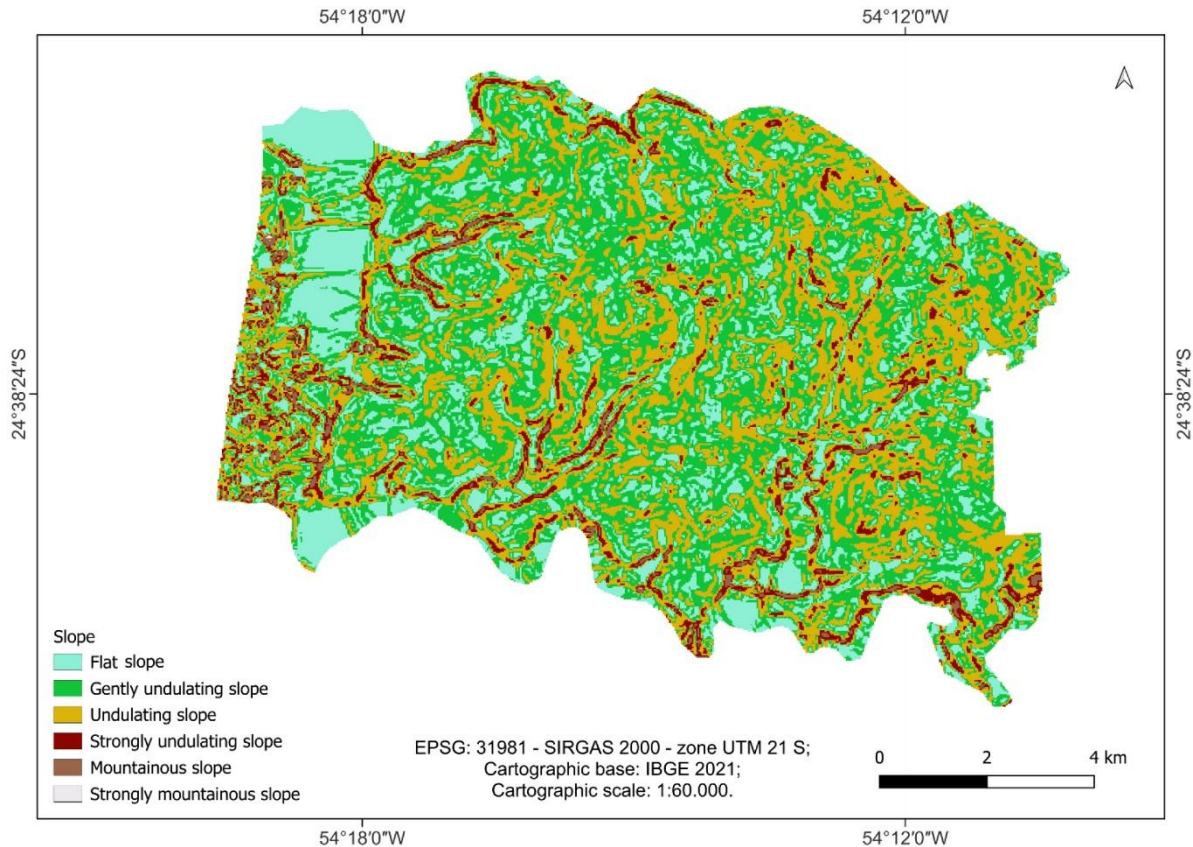 54°18'0"W 54°12'0"W
24°38'24"S 24°38'24"S
Slope
Flat slope
Gently undulating slope
Undulating slope
Strongly undulating slope
Mountainous slope
Strongly mountainous slope
EPSG: 31981 - SIRGAS 2000 - zone UTM 21 S;
Cartographic base: IBGE 2021;
Cartographic scale: 1:60.000.
0 2 4 km
54°18'0"W 54°12'0"W